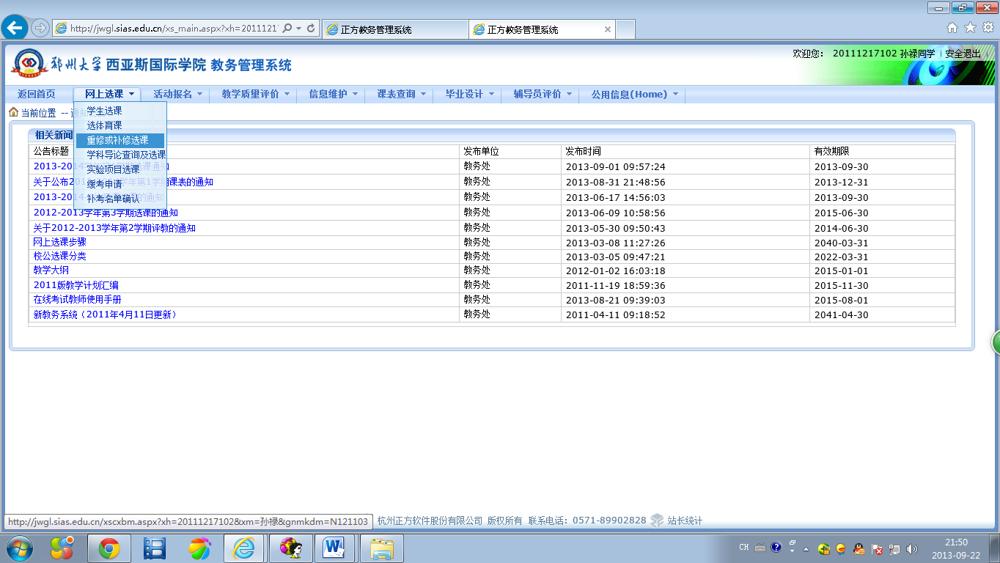 http://jwgl.sias.edu.cn/xs_main.aspx?xh=2011121 正方教务管理系统 正方教务管理系统
郑州大学 西亚斯国际学院 教务管理系统
欢迎您： 20111217102 孙禄同学 安全退出
返回首页 网上选课 活动报名 教学质量评价 信息维护 课表查询 毕业设计 辅导员评价 公用信息(Home)
当前位置 -- 通知
学生选课
选体育课
重修或补修选课
学科导论查询及选课
实验项目选课
缓考申请
补考名单确认
相关新闻
公告标题 发布单位 发布时间 有效期限
2013-2014 选课通知 教务处 2013-09-01 09:57:24 2013-09-30
关于公布2 学年第1学期课表的通知 教务处 2013-08-31 21:48:56 2013-12-31
2013-2014 的通知 教务处 2013-06-17 14:56:03 2013-09-30
2012-2013学年第3学期选课的通知 教务处 2013-06-09 10:58:56 2015-06-30
关于2012-2013学年第2学期评教的通知 教务处 2013-05-30 09:50:43 2014-06-30
网上选课步骤 教务处 2013-03-08 11:27:26 2040-03-31
校公选课分类 教务处 2013-03-05 09:47:21 2022-03-31
教学大纲 教务处 2012-01-02 16:03:18 2015-01-01
2011版教学计划汇编 教务处 2011-11-19 18:59:36 2015-11-30
在线考试教师使用手册 教务处 2013-08-21 09:39:03 2015-08-01
新教务系统（2011年4月11日更新） 教务处 2011-04-11 09:18:52 2041-04-30
http://jwgl.sias.edu.cn/xscxbm.aspx?xh=20111217102&xm=孙禄&gnmkdm=N121103 杭州正方软件股份有限公司 版权所有 联系电话：0571-89902828 站长统计
CH 21:50
2013-09-22